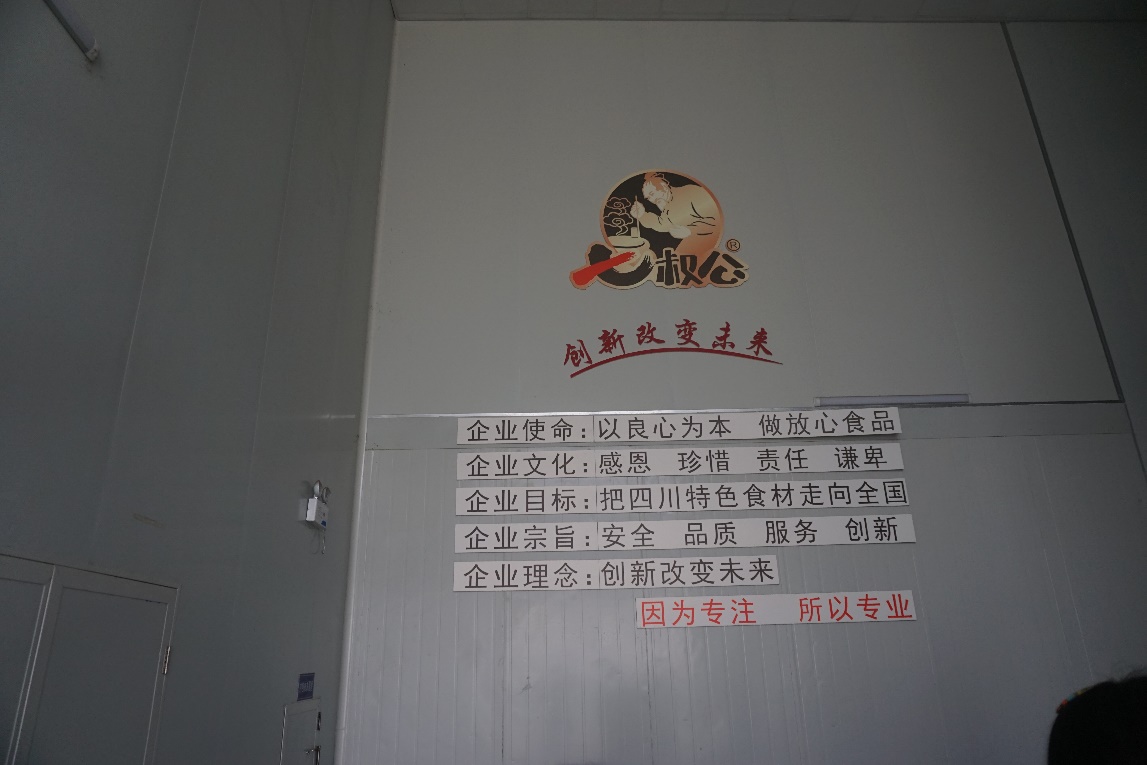 权公®
创新改变未来
企业使命:以良心为本 做放心食品
企业文化:感恩 珍惜 责任 谦卑
企业目标:把四川特色食材走向全国
企业宗旨:安全 品质 服务 创新
企业理念:创新改变未来
因为专注 所以专业